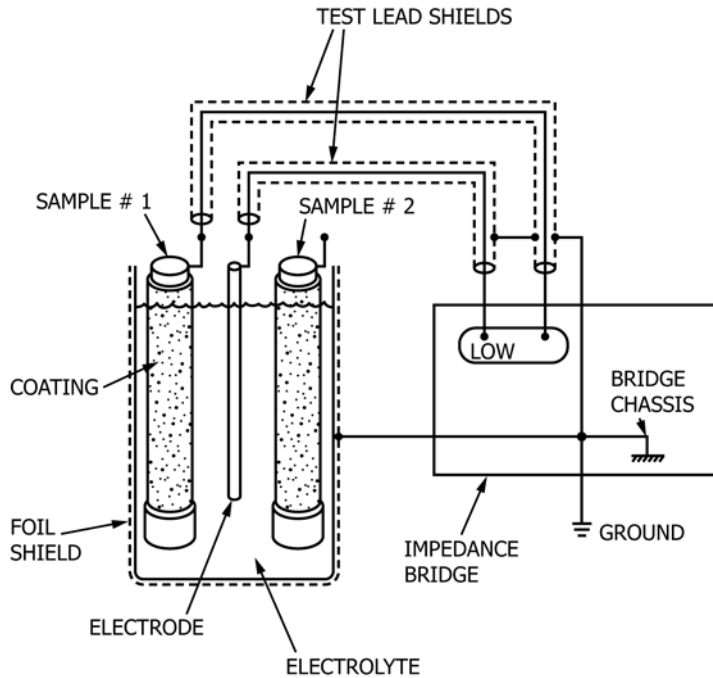 TEST LEAD SHIELDS
SAMPLE # 1
SAMPLE # 2
LOW
COATING
BRIDGE
CHASSIS
FOIL
SHIELD
IMPEDANCE
BRIDGE
GROUND
ELECTRODE
ELECTROLYTE